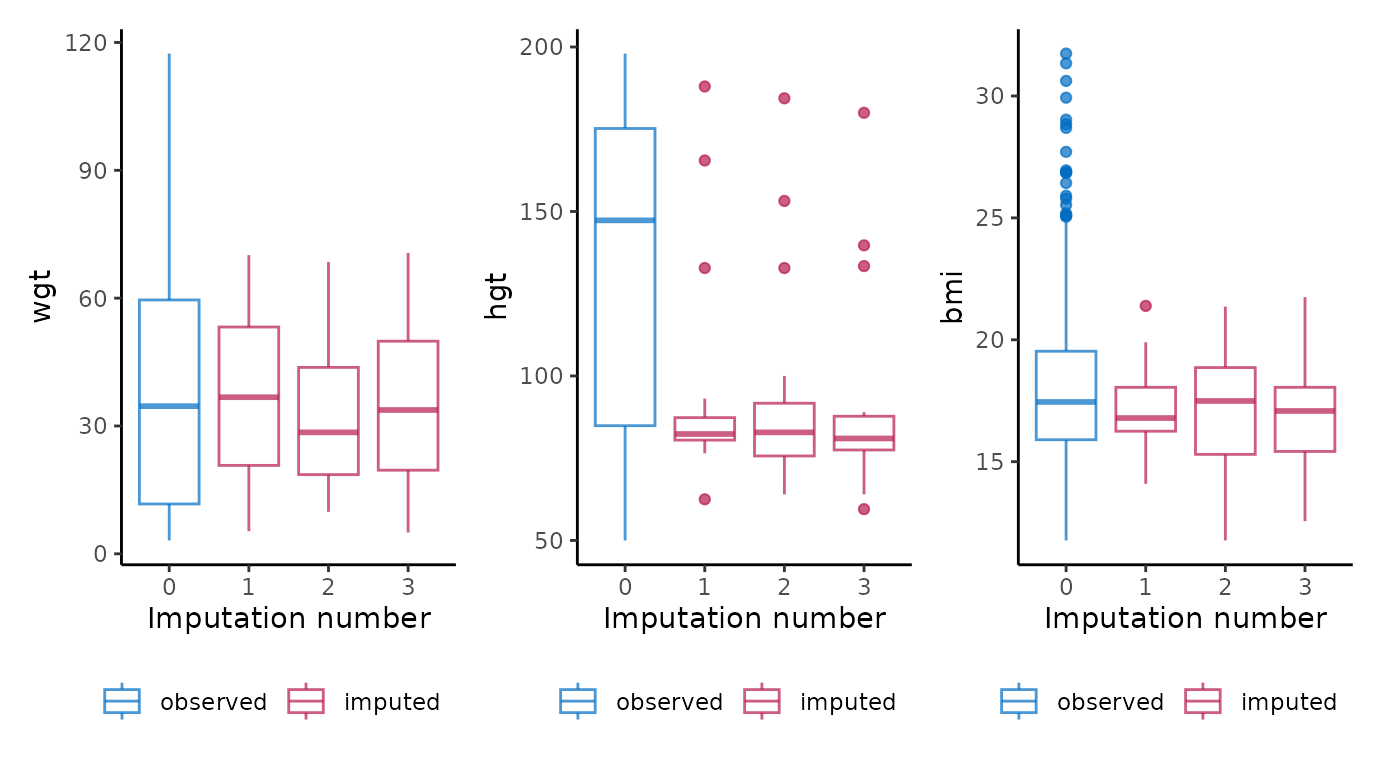 wgt
120
90
60
30
0
0 1 2 3
Imputation number
observed imputed
hgt
200
150
100
50
0 1 2 3
Imputation number
observed imputed
bmi
30
25
20
15
0 1 2 3
Imputation number
observed imputed